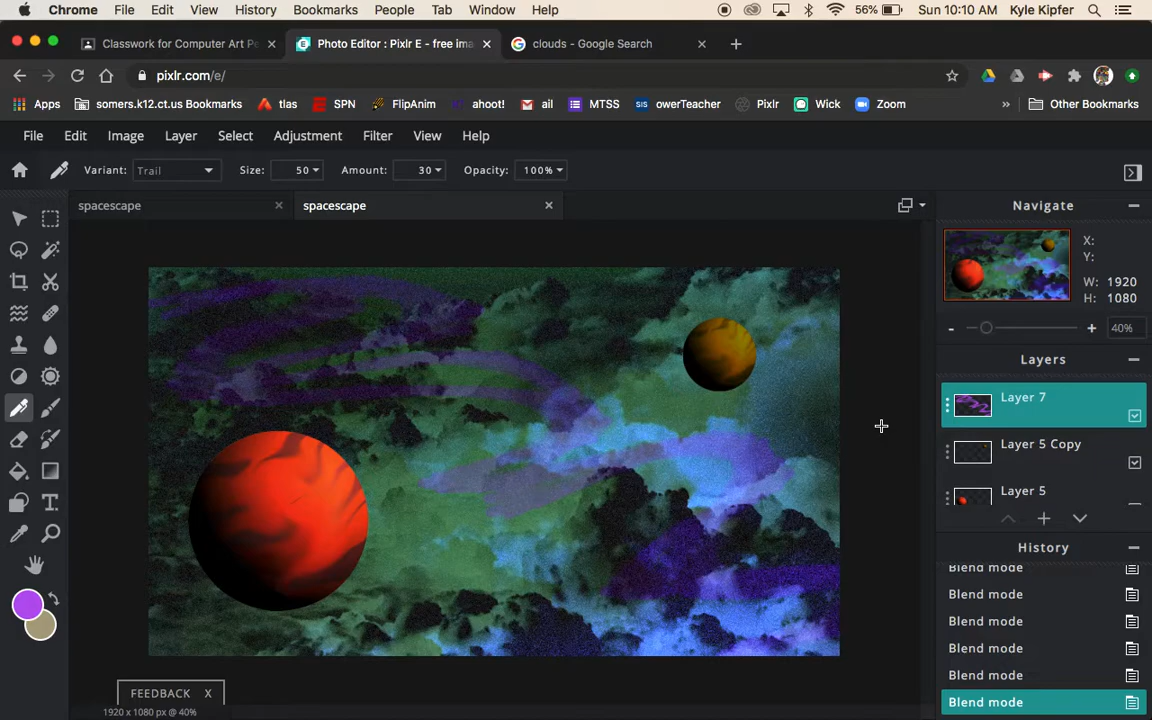 Chrome File Edit View History Bookmarks People Tab Window Help 56% Sun 10:10 AM Kyle Kipfer
Classwork for Computer Art Pe Photo Editor : Pixlr E - free ima clouds - Google Search
pixlr.com/e/
Apps somers.k12.ct.us Bookmarks tlas SPN FlipAnim ahoot! ail MTSS SIS owerTeacher Pixlr Wick Zoom » Other Bookmarks
File Edit Image Layer Select Adjustment Filter View Help
Variant: Trail Size: 50 Amount: 30 Opacity: 100%
spacescape spacescape Navigate
X:
Y:
W: 1920
H: 1080
40%
Layers
Layer 7
Layer 5 Copy
Layer 5
History
Blend mode
Blend mode
Blend mode
Blend mode
Blend mode
Blend mode
FEEDBACK X
1920 x 1080 px @ 40%